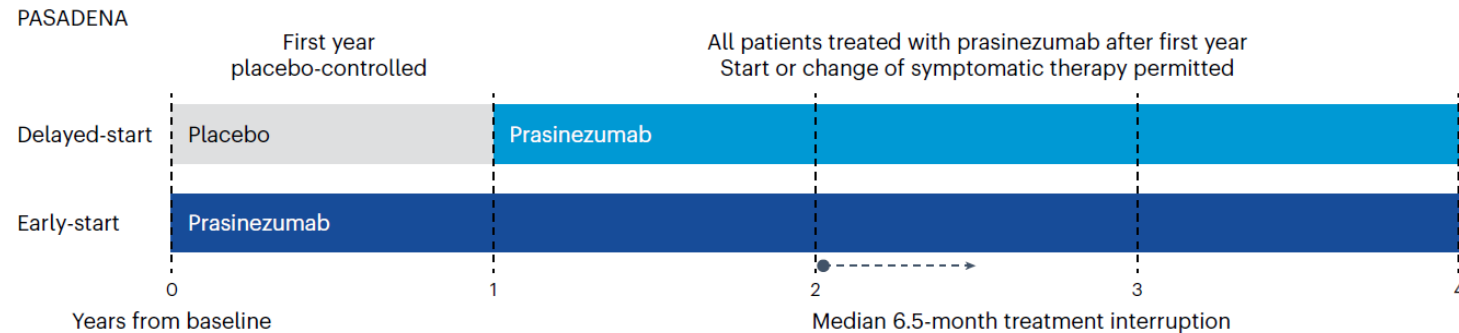 PASADENA
First year
placebo-controlled
All patients treated with prasinezumab after first year
Start or change of symptomatic therapy permitted
Delayed-start
Placebo
Prasinezumab
Early-start
Prasinezumab
0
1
2
3
4
Years from baseline
Median 6.5-month treatment interruption